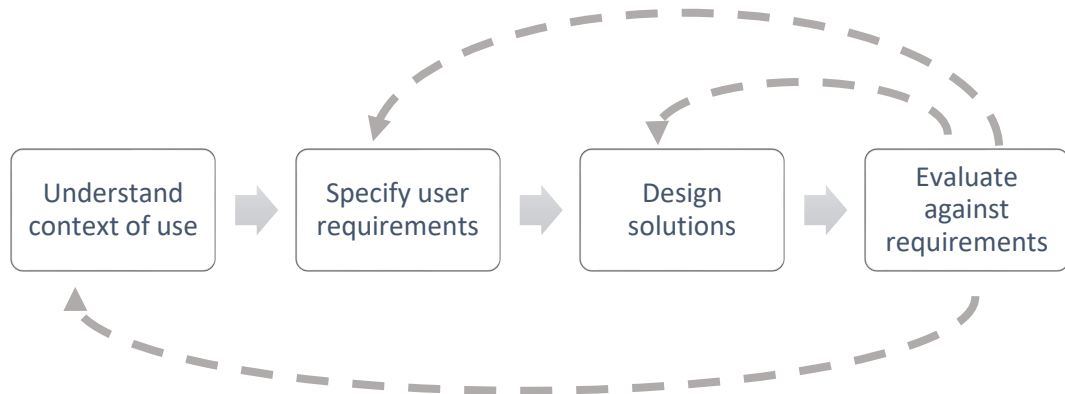 Understand
context of use
Specify user
requirements
Design
solutions
Evaluate
against
requirements